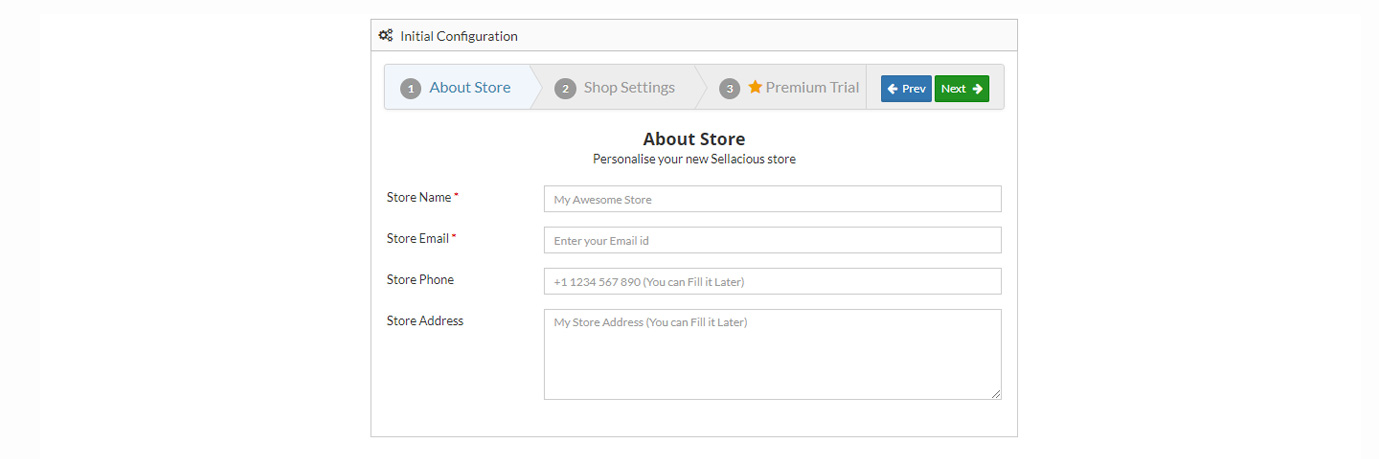 Initial Configuration
1 About Store 2 Shop Settings 3 Premium Trial Prev Next
About Store
Personalise your new Sellacious store
Store Name * My Awesome Store
Store Email * Enter your Email id
Store Phone +1 1234 567 890 (You can Fill it Later)
Store Address My Store Address (You can Fill it Later)